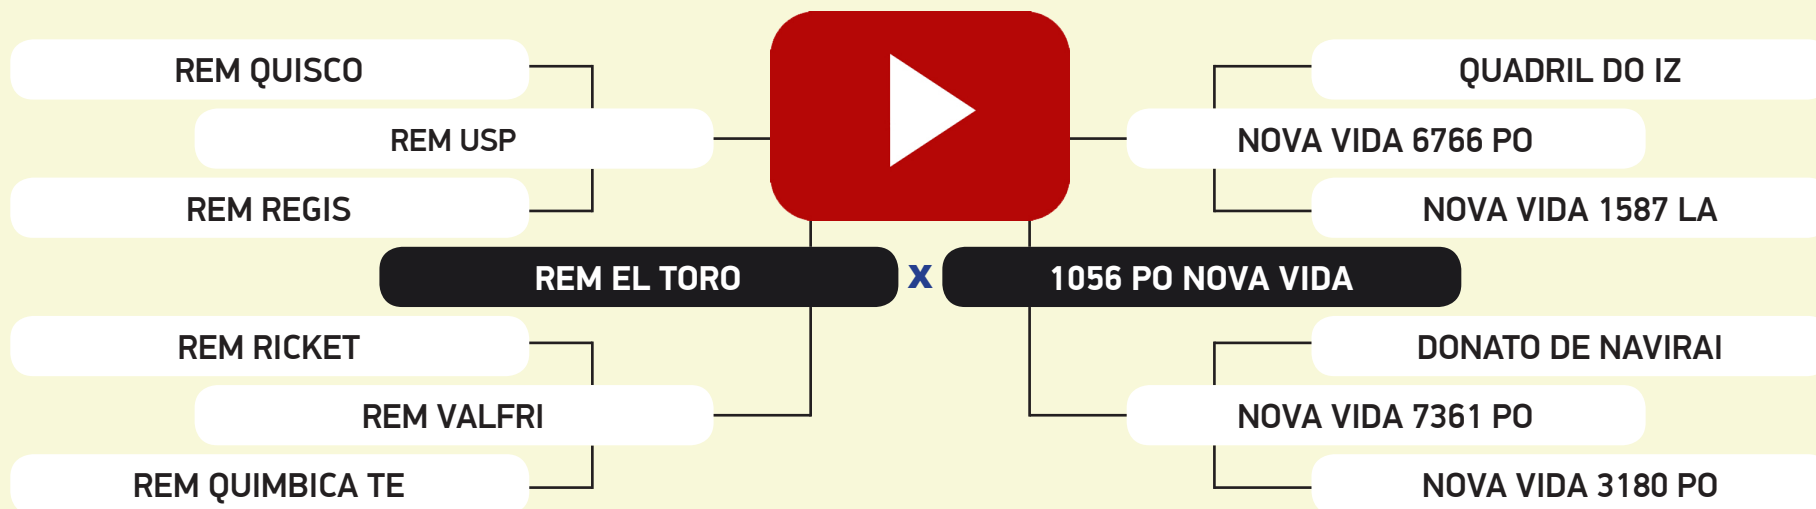 REM QUISCO
QUADRIL DO IZ
REM USP
NOVA VIDA 6766 PO
REM REGIS
NOVA VIDA 1587 LA
REM EL TORO X 1056 PO NOVA VIDA
REM RICKET
DONATO DE NAVIRAI
REM VALFRI
NOVA VIDA 7361 PO
REM QUIMBICA TE
NOVA VIDA 3180 PO